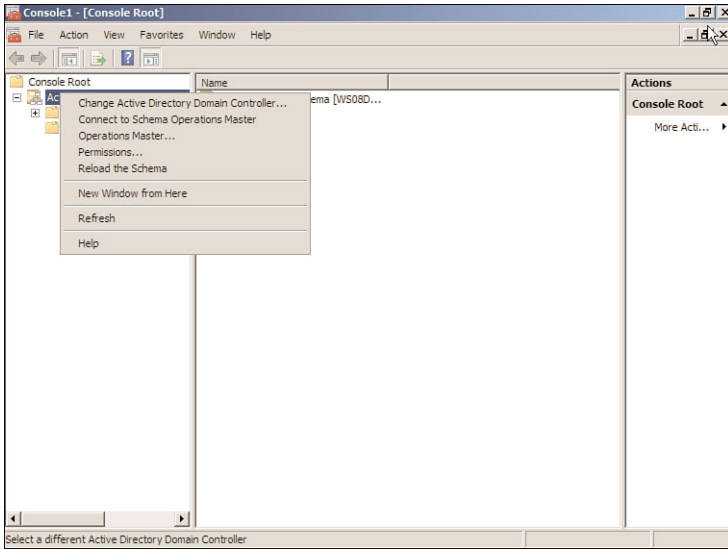 Console1 - [Console Root]
File Action View Favorites Window Help
Console Root
Name
Actions
Ac
ema [WS08D...
Console Root
More Acti...
Change Active Directory Domain Controller...
Connect to Schema Operations Master
Operations Master...
Permissions...
Reload the Schema
New Window from Here
Refresh
Help
Select a different Active Directory Domain Controller